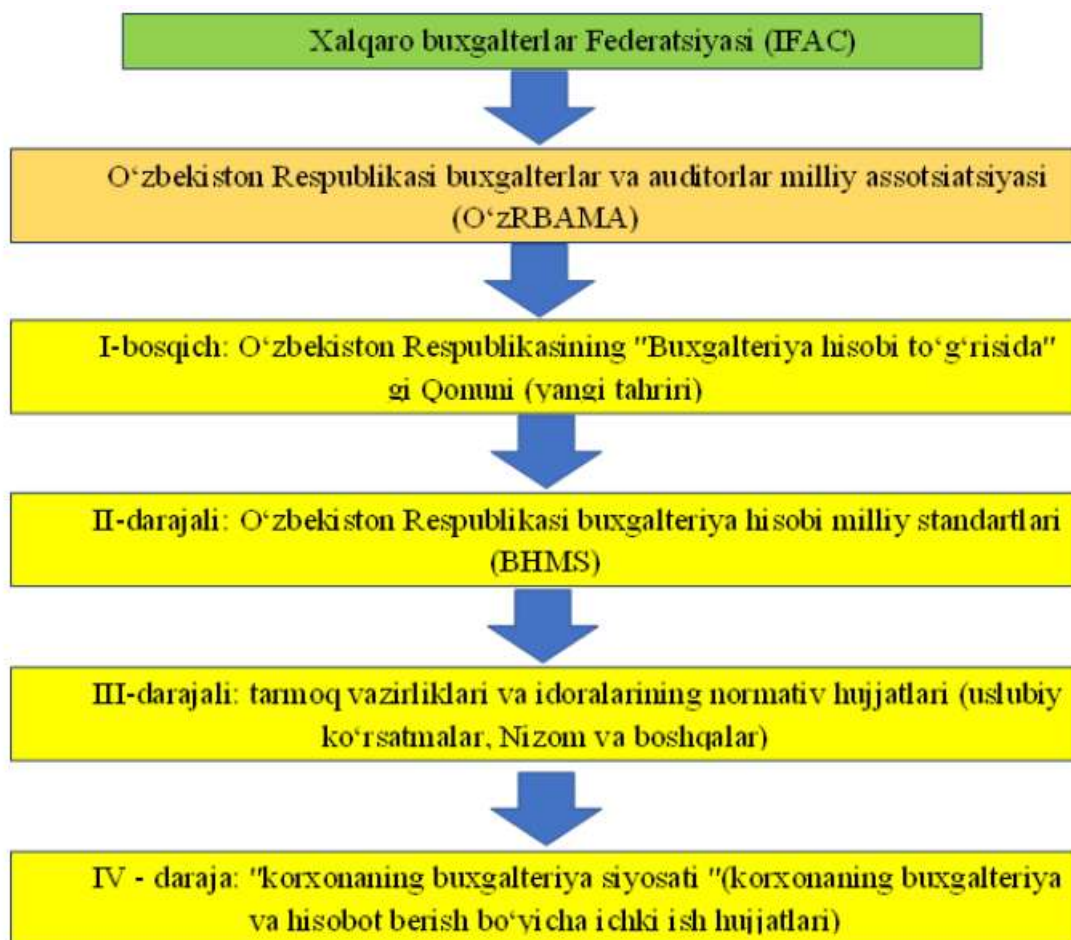 Xalqaro buxgalterlar Federatsiyasi (IFAC)
O‘zbekiston Respublikasi buxgalterlar va auditorlar milliy assotsiatsiyasi
(O‘zRBAMA)
I-bosqich: O‘zbekiston Respublikasining "Buxgalteriya hisobi to‘g‘risida"
gi Qonuni (yangi tahriri)
II-darajali: O‘zbekiston Respublikasi buxgalteriya hisobi milliy standartlari
(BHMS)
III-darajali: tarmoq vazirliklari va idoralarining normativ hujjatlari (uslubiy
ko‘rsatmalar, Nizom va boshqalar)
IV - daraja: "korxonaning buxgalteriya siyosati "(korxonaning buxgalteriya
va hisobot berish bo‘yicha ichki ish hujjatlari)